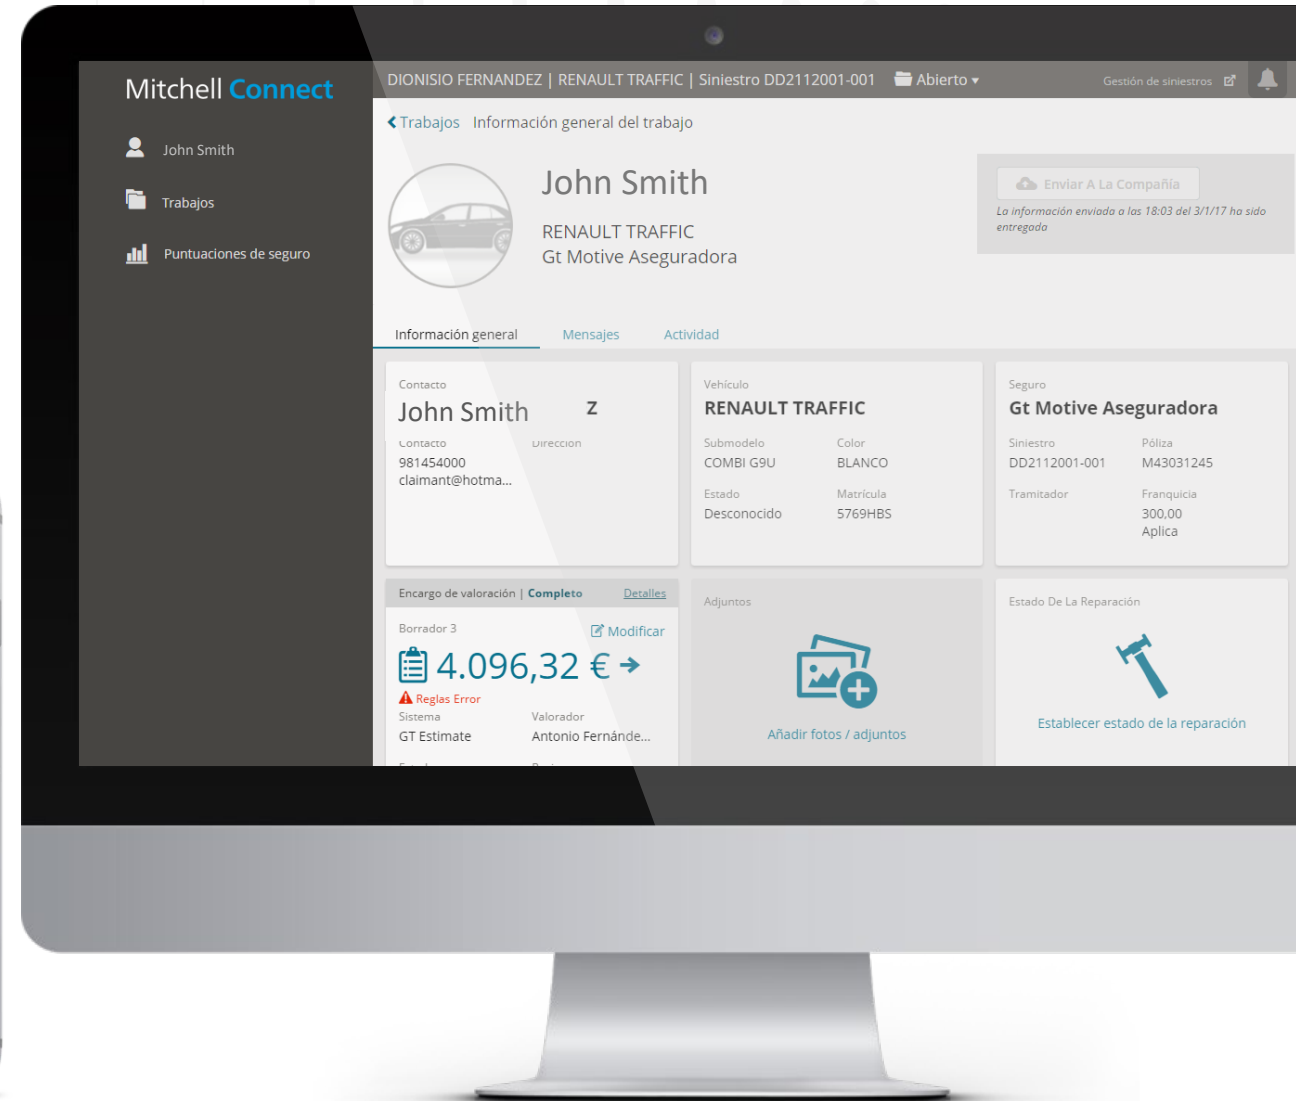 Mitchell Connect
John Smith
Trabajos
Puntuaciones de seguro
DIONISIO FERNANDEZ | RENAULT TRAFFIC | Siniestro DD2112001-001 Abierto
Gestión de siniestros
Trabajos Información general del trabajo
John Smith
RENAULT TRAFFIC
Gt Motive Aseguradora
Enviar A La Compañía
La información enviada a las 18:03 del 3/1/17 ha sido
entregada
Información general Mensajes Actividad
Contacto
John Smith Z
Contacto Dirección
981454000
claimant@hotma...
Vehículo
RENAULT TRAFFIC
Submodelo Color
COMBI G9U BLANCO
Estado Matrícula
Desconocido 5769HBS
Seguro
Gt Motive Aseguradora
Siniestro Póliza
DD2112001-001 M43031245
Tramitador Franquicia
300,00
Aplica
Encargo de valoración | Completo Detalles
Borrador 3 Modificar
4.096,32 €
Reglas Error
Sistema Valorador
GT Estimate Antonio Fernánde...
Adjuntos
Añadir fotos / adjuntos
Estado De La Reparación
Establecer estado de la reparación